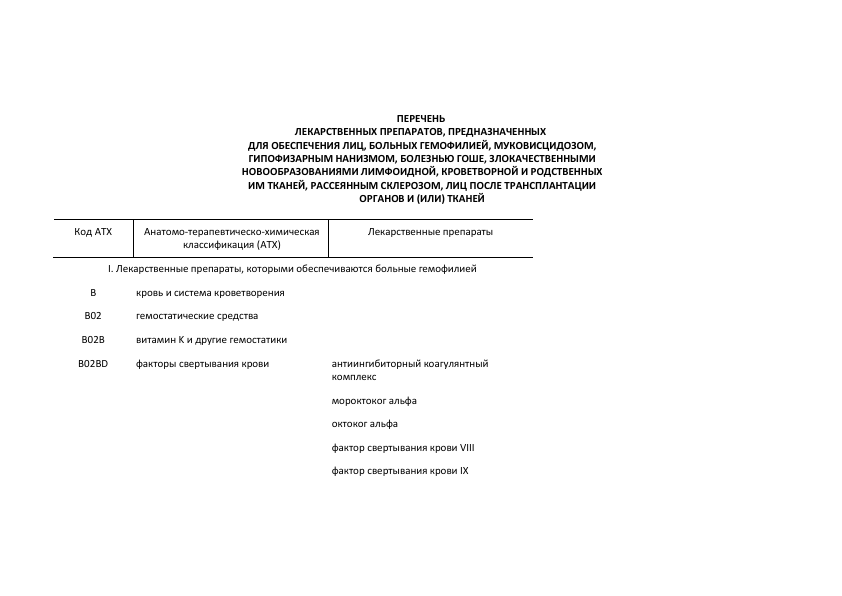 ПЕРЕЧЕНЬ
ЛЕКАРСТВЕННЫХ ПРЕПАРАТОВ, ПРЕДНАЗНАЧЕННЫХ
ДЛЯ ОБЕСПЕЧЕНИЯ ЛИЦ, БОЛЬНЫХ ГЕМОФИЛИЕЙ, МУКОВИСЦИДОЗОМ,
ГИПОФИЗАРНЫМ НАНИЗМОМ, БОЛЕЗНЬЮ ГОШЕ, ЗЛОКАЧЕСТВЕННЫМИ
НОВООБРАЗОВАНИЯМИ ЛИМФОИДНОЙ, КРОВЕТВОРНОЙ И РОДСТВЕННЫХ
ИМ ТКАНЕЙ, РАССЕЯННЫМ СКЛЕРОЗОМ, ЛИЦ ПОСЛЕ ТРАНСПЛАНТАЦИИ
ОРГАНОВ И (ИЛИ) ТКАНЕЙ
Код АТХ Анатомо-терапевтическо-химическая Лекарственные препараты
классификация (АТХ)
I. Лекарственные препараты, которыми обеспечиваются больные гемофилией
B кровь и система кроветворения
B02 гемостатические средства
B02B витамин K и другие гемостатики
B02BD факторы свертывания крови антиингибиторный коагулянтный
комплекс
мороктоког альфа
октоког альфа
фактор свертывания крови VIII
фактор свертывания крови IX